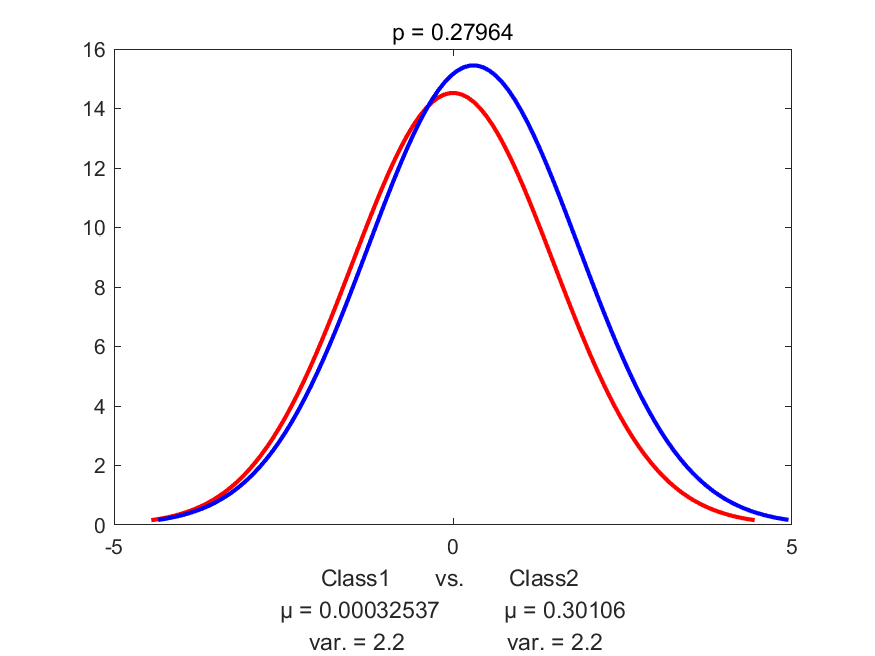 p = 0.27964
16
14
12
10
8
6
4
2
0
-5 0 5
Class1 vs. Class2
μ = 0.00032537 μ = 0.30106
var. = 2.2 var. = 2.2